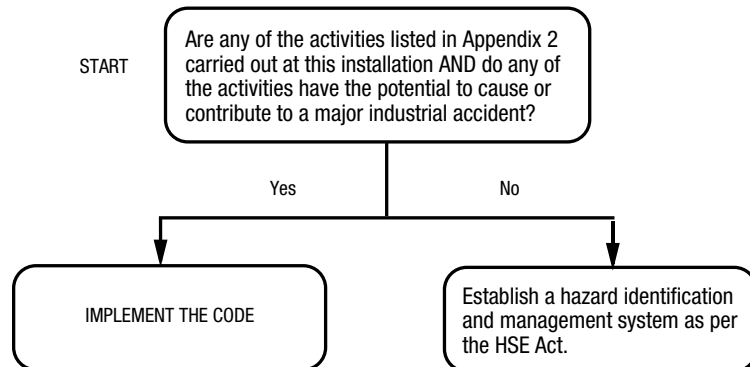 START
Are any of the activities listed in Appendix 2
carried out at this installation AND do any of
the activities have the potential to cause or
contribute to a major industrial accident?
Yes
No
IMPLEMENT THE CODE
Establish a hazard identification
and management system as per
the HSE Act.